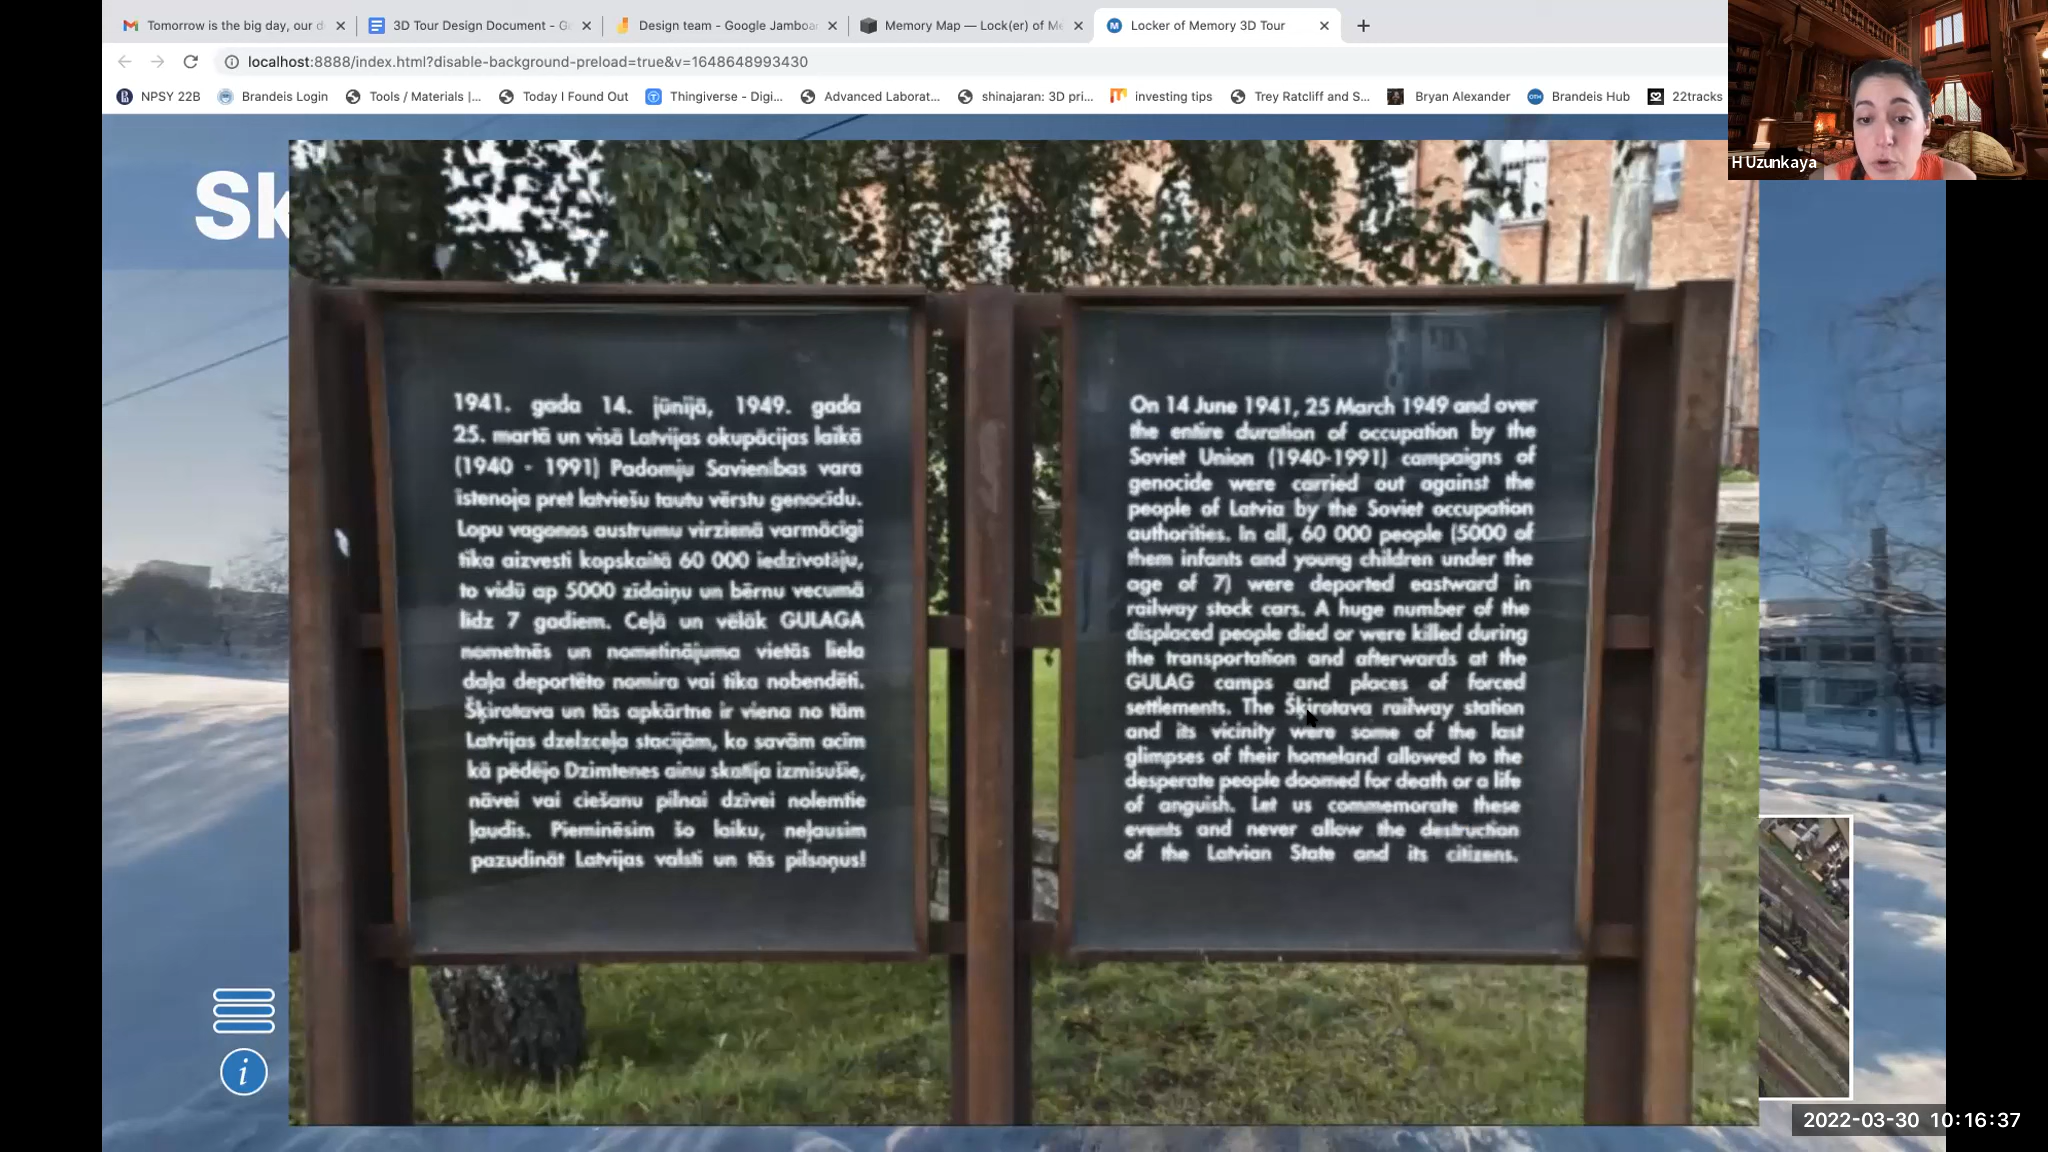 Tomorrow is the big day, our d
3D Tour Design Document - G
Design team - Google Jamboar
Memory Map — Lock(er) of Me
Locker of Memory 3D Tour
localhost:8888/index.html?disable-background-preload=true&v=1648648993430
NPSY 22B
Brandeis Login
Tools / Materials |...
Today I Found Out
Thingiverse - Digi...
Advanced Laborat...
shinajaran: 3D pri...
investing tips
Trey Ratcliff and S...
Bryan Alexander
Brandeis Hub
22tracks
H Uzunkaya
Sk
1941. gada 14. jūnijā, 1949. gada
25. martā un visā Latvijas okupācijas laikā
(1940 - 1991) Padomju Savienības vara
īstenoja pret latviešu tautu vērstu genocīdu.
Lopu vagonos austrumu virzienā varmācīgi
tika aizvesti kopskaitā 60 000 iedzīvotāju,
to vidū ap 5000 zīdaiņu un bērnu vecumā
līdz 7 gadiem. Ceļā un vēlāk GULAGA
nometnēs un nometinājuma vietās liela
daļa deportēto nomira vai tika nobendēti.
Šķirotava un tās apkārtne ir viena no tām
Latvijas dzelzceļa stacijām, ko savām acīm
kā pēdējo Dzimtenes ainu skatīja izmisušie,
nāvei vai ciešanu pilnai dzīvei nolemtie
ļaudis. Pieminēsim šo laiku, neļausim
pazudināt Latvijas valsti un tās pilsoņus!
On 14 June 1941, 25 March 1949 and over
the entire duration of occupation by the
Soviet Union (1940-1991) campaigns of
genocide were carried out against the
people of Latvia by the Soviet occupation
authorities. In all, 60 000 people (5000 of
them infants and young children under the
age of 7) were deported eastward in
railway stock cars. A huge number of the
displaced people died or were killed during
the transportation and afterwards at the
GULAG camps and places of forced
settlements. The Šķirotava railway station
and its vicinity were some of the last
glimpses of their homeland allowed to the
desperate people doomed for death or a life
of anguish. Let us commemorate these
events and never allow the destruction
of the Latvian State and its citizens.
i
2022-03-30 10:16:37